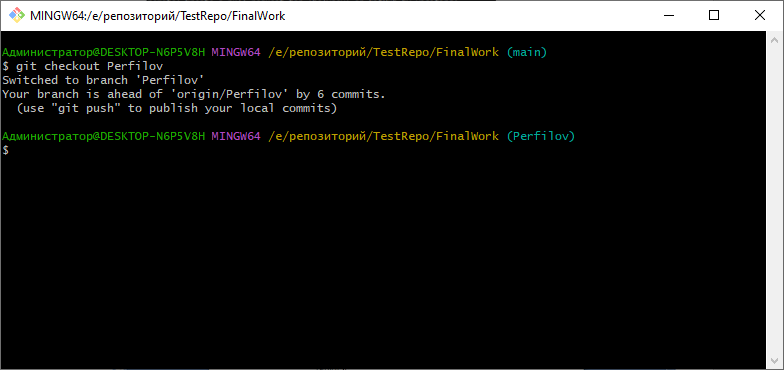 MINGW64:/e/репозиторий/TestRepo/FinalWork
Администратор@DESKTOP-N6P5V8H MINGW64 /e/репозиторий/TestRepo/FinalWork (main)
$ git checkout Perfilov
Switched to branch 'Perfilov'
Your branch is ahead of 'origin/Perfilov' by 6 commits.
  (use "git push" to publish your local commits)
Администратор@DESKTOP-N6P5V8H MINGW64 /e/репозиторий/TestRepo/FinalWork (Perfilov)
$